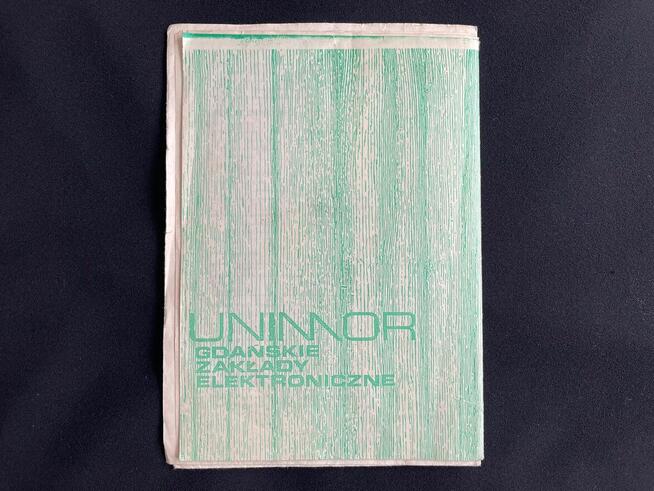 UNIMOR
GDAŃSKIE
ZAKŁADY
ELEKTRONICZNE